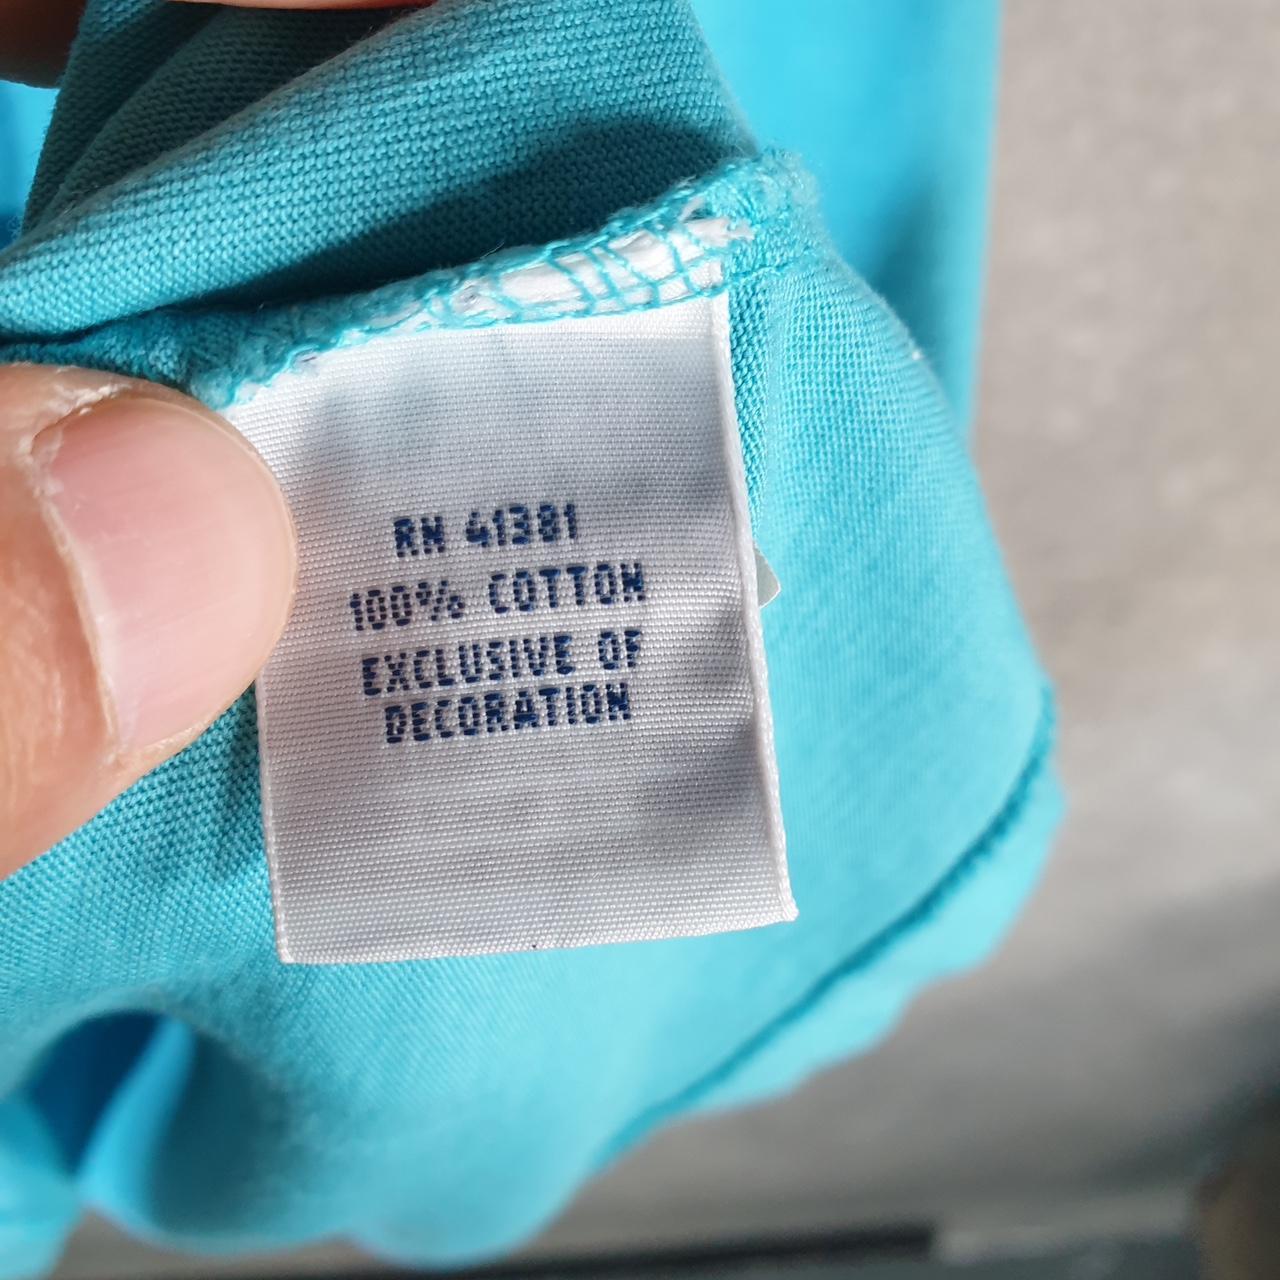 RN 41381
100% COTTON
EXCLUSIVE OF
DECORATION